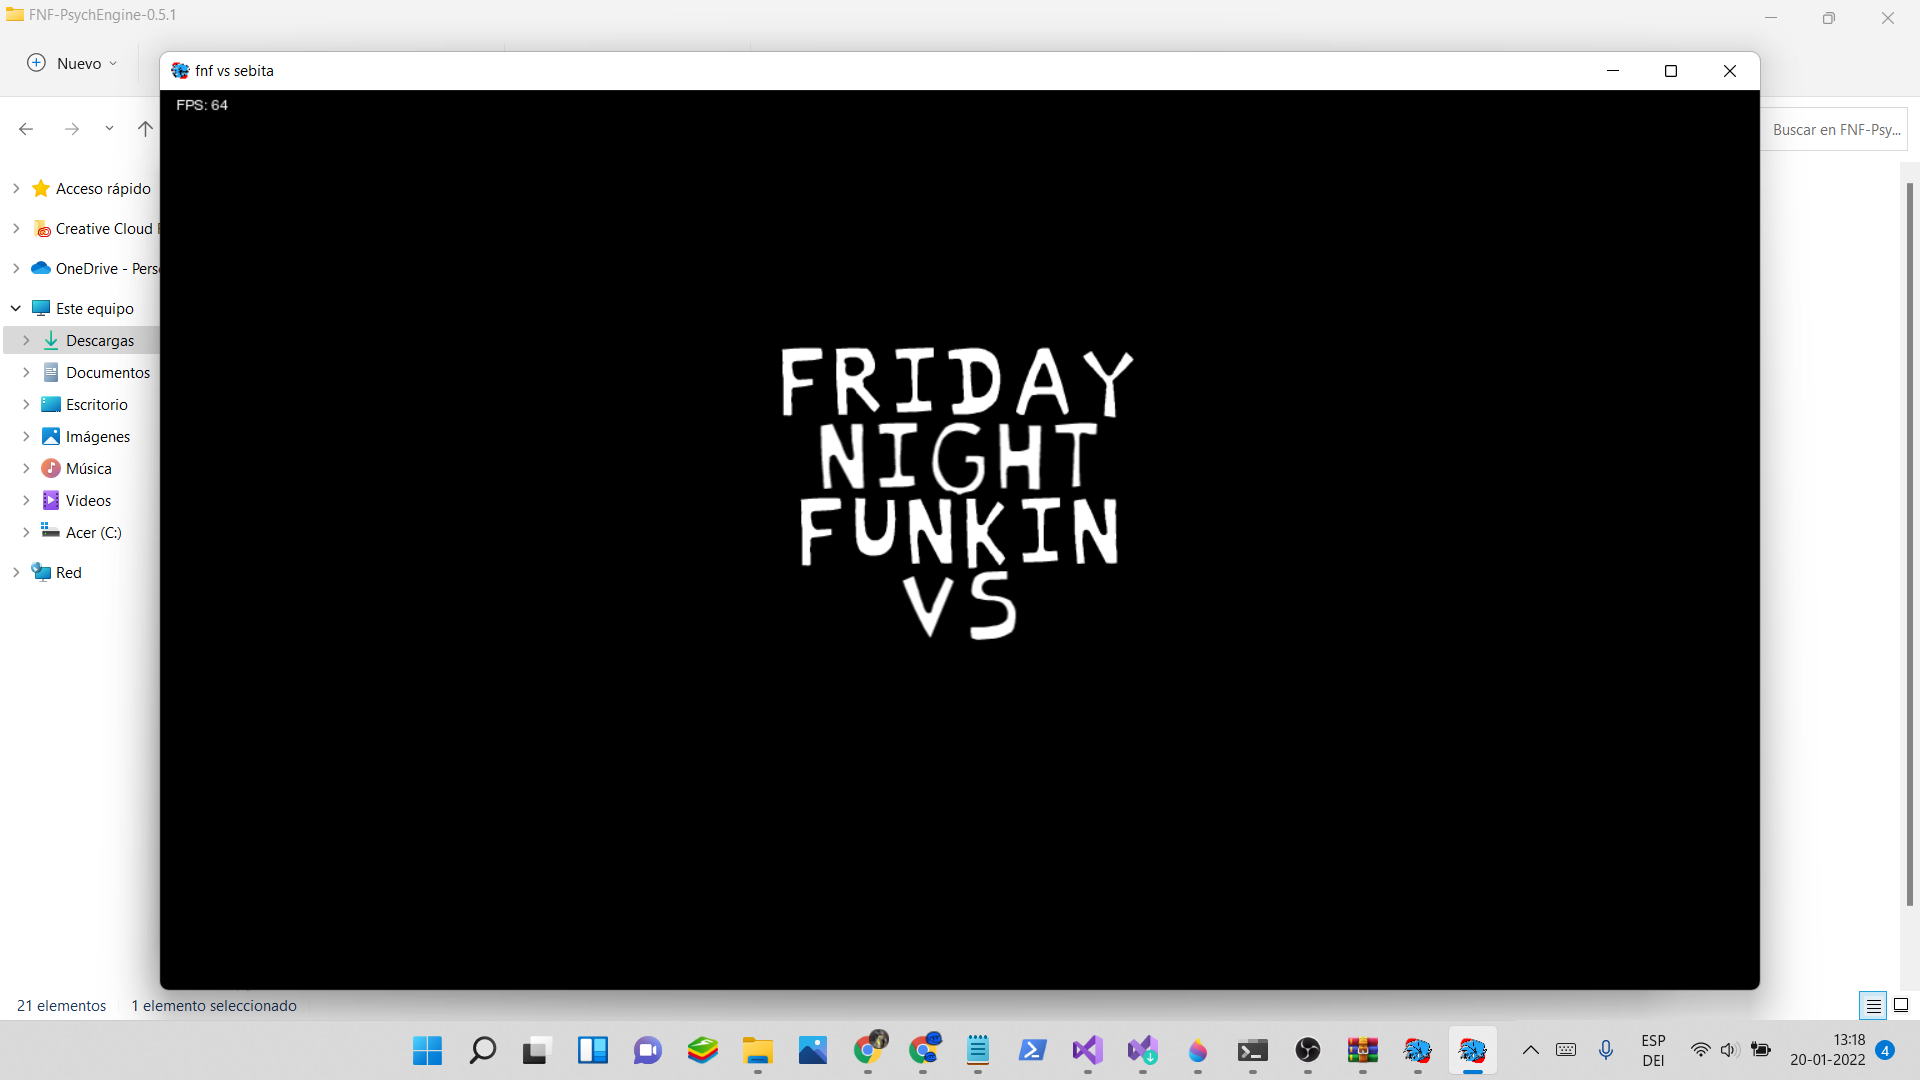 FNF-PsychEngine-0.5.1
Nuevo
fnf vs sebita
FPS: 64
Buscar en FNF-Psy...
Acceso rápido
Creative Cloud
OneDrive - Pers
Este equipo
Descargas
Documentos
Escritorio
Imágenes
Música
Videos
Acer (C:)
Red
FRIDAY
NIGHT
FUNKIN
VS
21 elementos
1 elemento seleccionado
ESP
DEI
13:18
20-01-2022
4